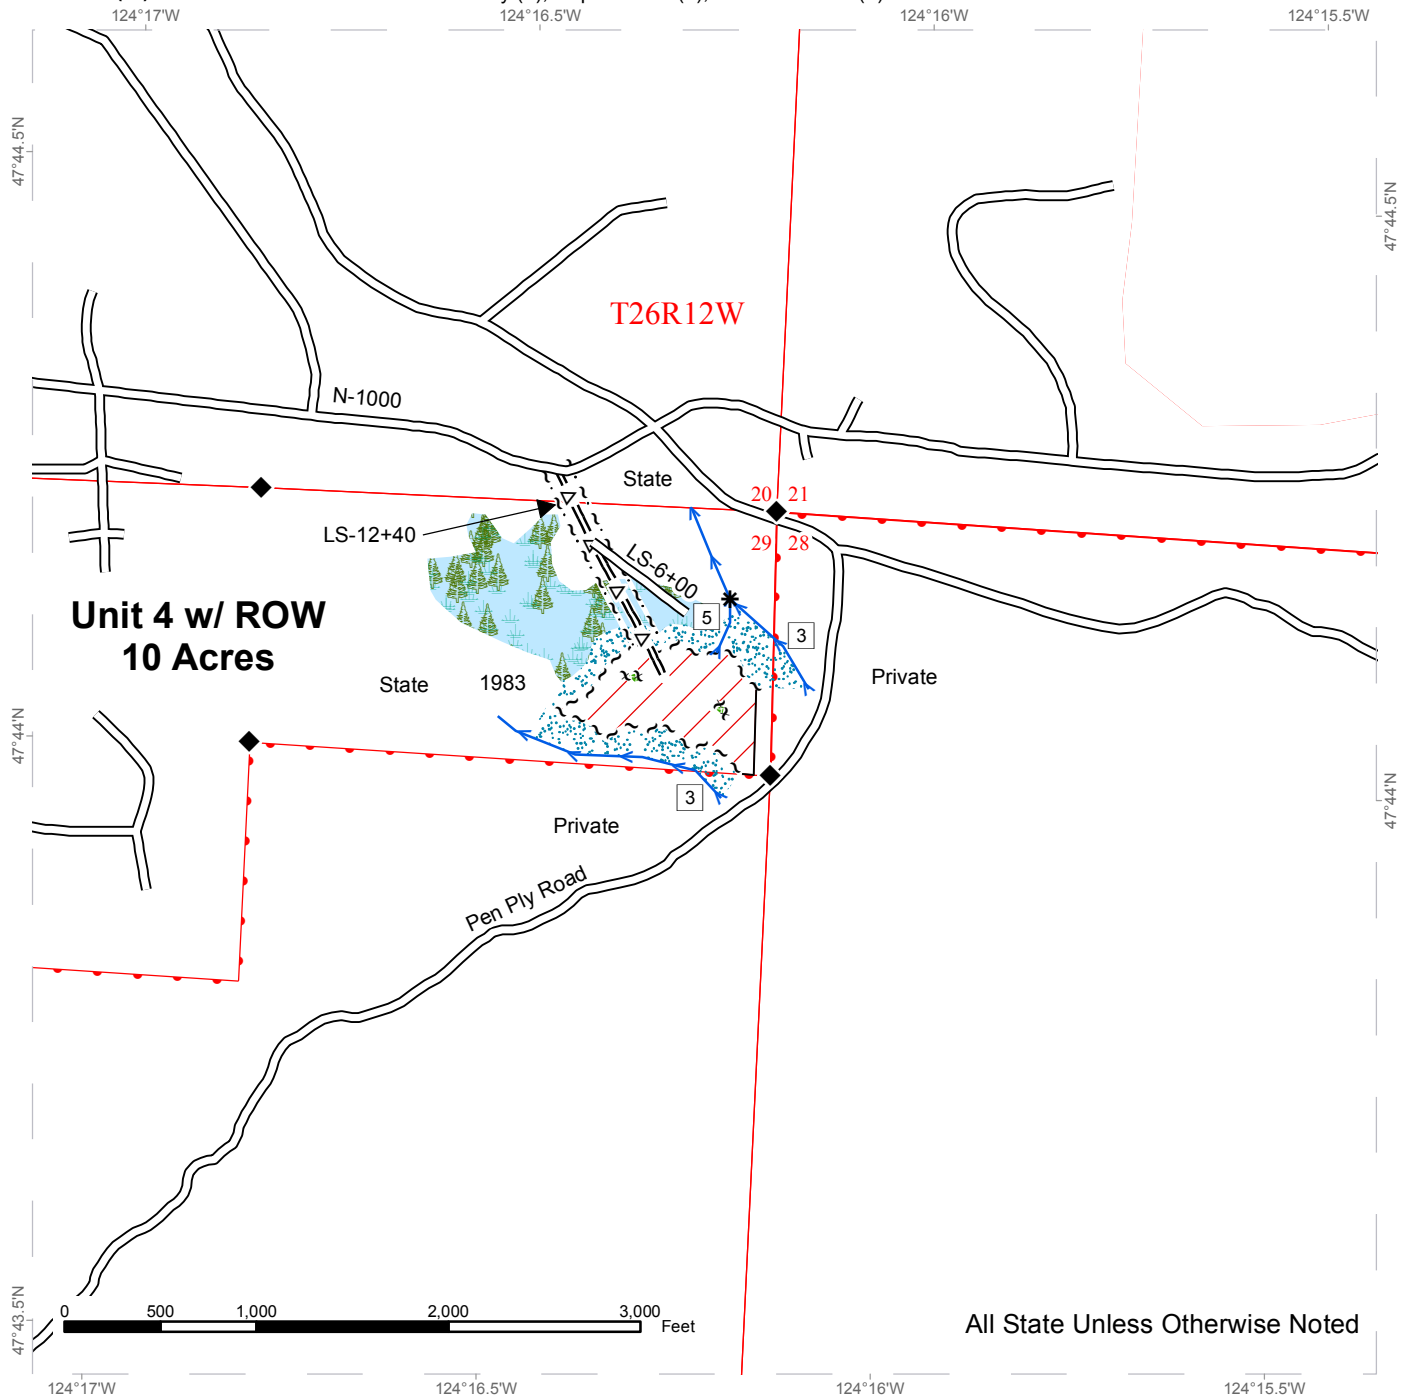 124°17'W 124°16.5'W 124°16'W 124°15.5'W
47°44.5'N
47°44.5'N
T26R12W
N-1000
State
20 21
29 28
LS-12+40
LS-6+00
5
3
Unit 4 w/ ROW
10 Acres
State 1983
Private
47°44'N
47°44'N
3
Private
Pen Ply Road
47°43.5'N
0 500 1,000 2,000 3,000
Feet
All State Unless Otherwise Noted
124°17'W 124°16.5'W 124°16'W 124°15.5'W